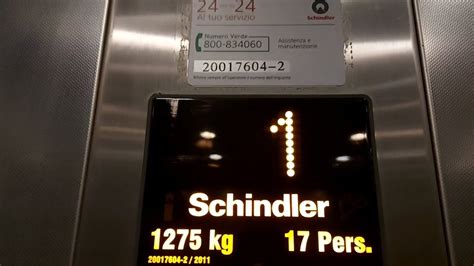 24 ore 24
Al tuo servizio
Schindler
Numero Verde
800-834060
Assistenza e
manutenzione
20017604-2
1
Schindler
1275 kg 17 Pers.
20017604-2 / 2011